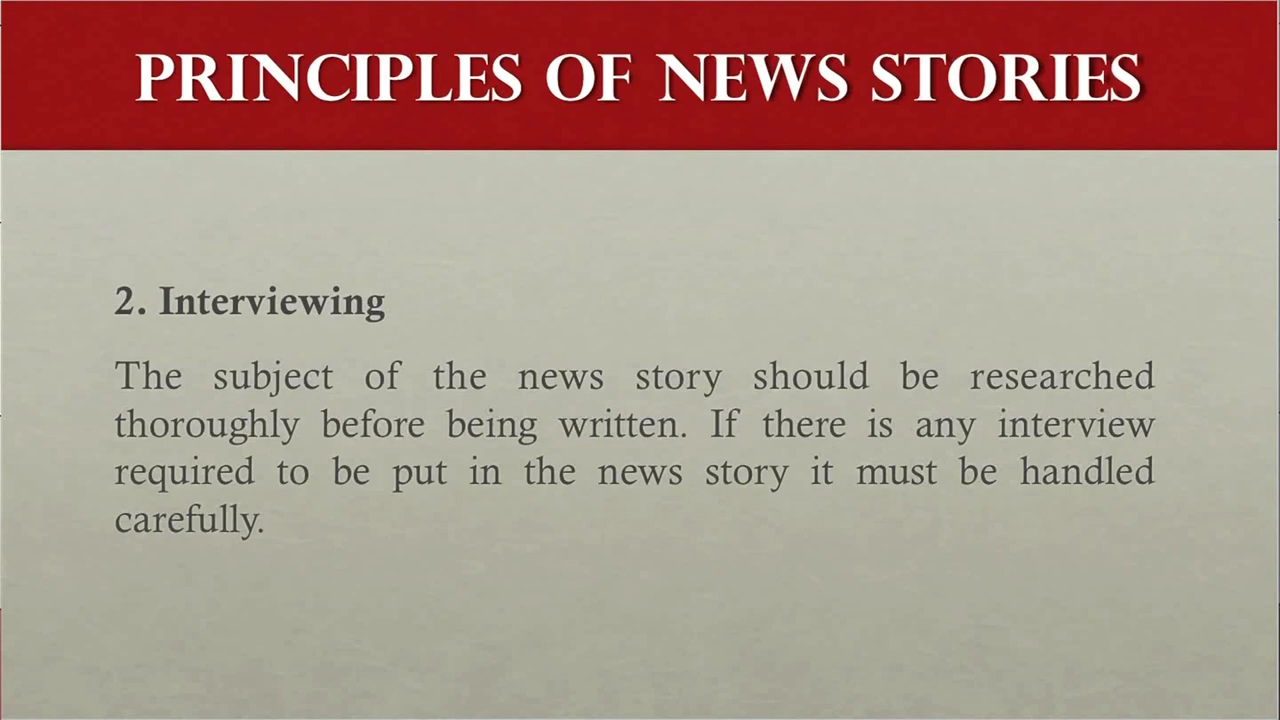 PRINCIPLES OF NEWS STORIES
2. Interviewing
The subject of the news story should be researched
thoroughly before being written. If there is any interview
required to be put in the news story it must be handled
carefully.